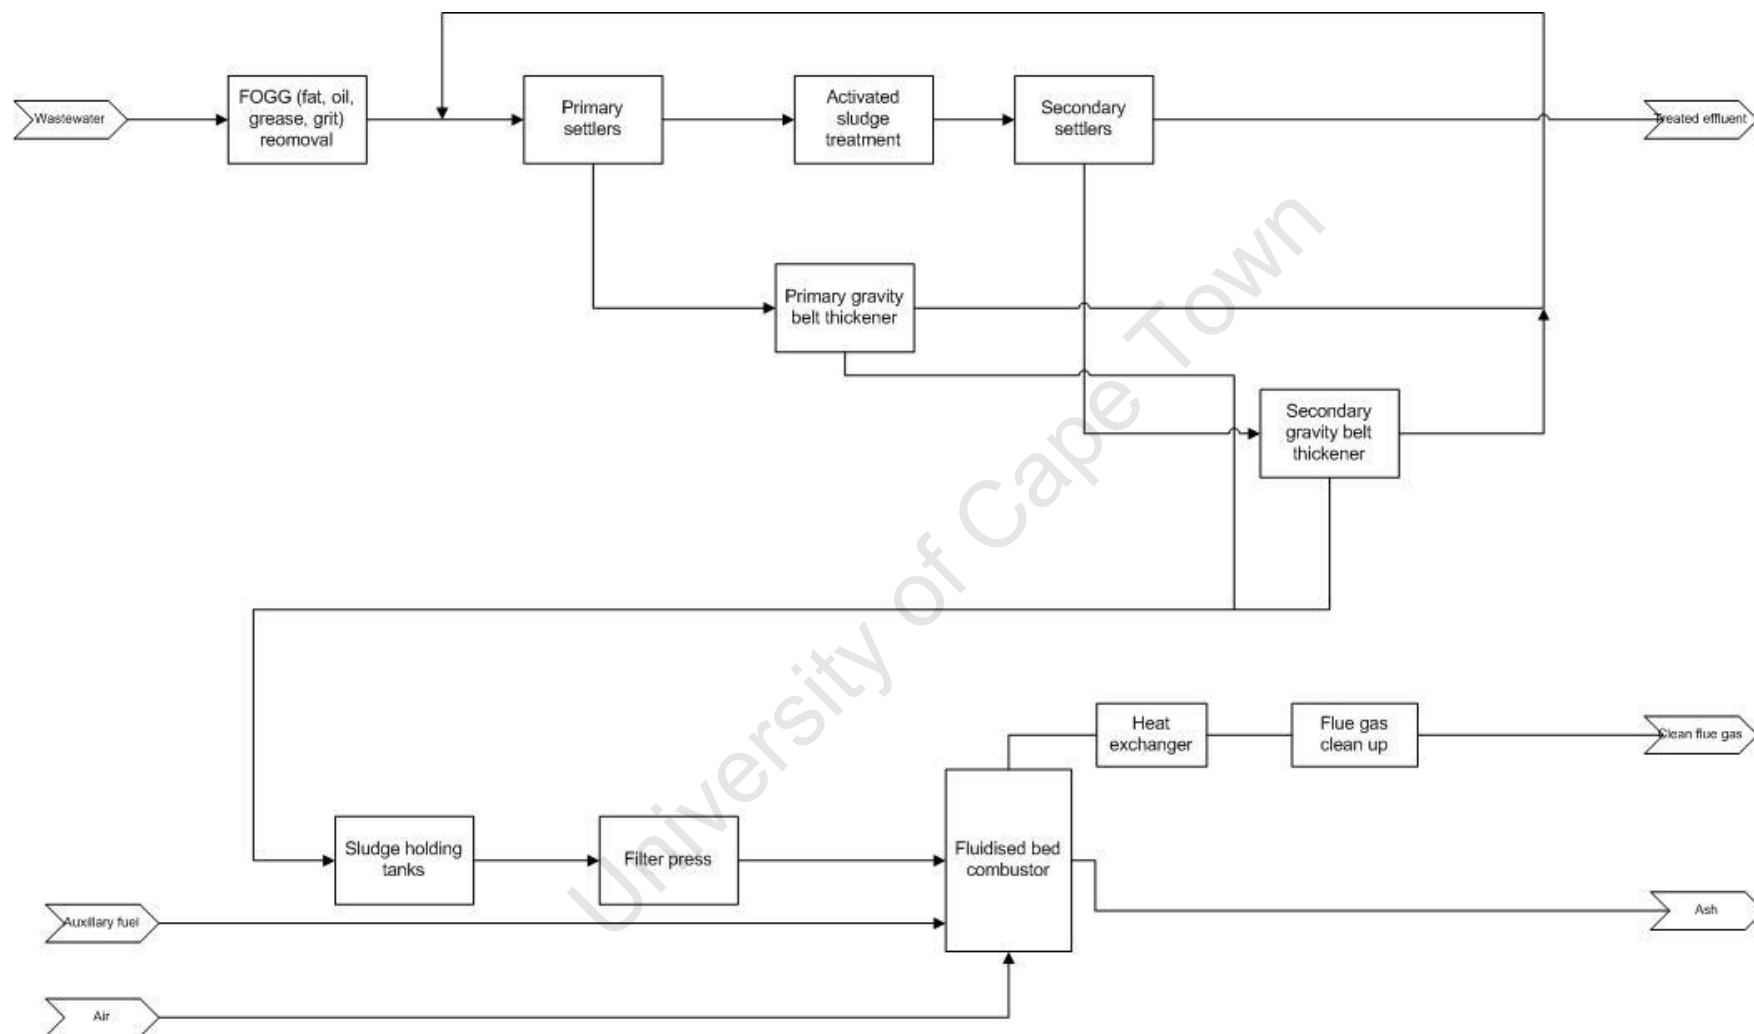 Wastewater
FOGG (fat, oil,
grease, grit)
reomoval
Primary
settlers
Activated
sludge
treatment
Secondary
settlers
Treated effluent
Primary gravity
belt thickener
Secondary
gravity belt
thickener
Heat
exchanger
Flue gas
clean up
Clean flue gas
Sludge holding
tanks
Filter press
Fluidised bed
combustor
Auxillary fuel
Ash
Air
University of Cape Town